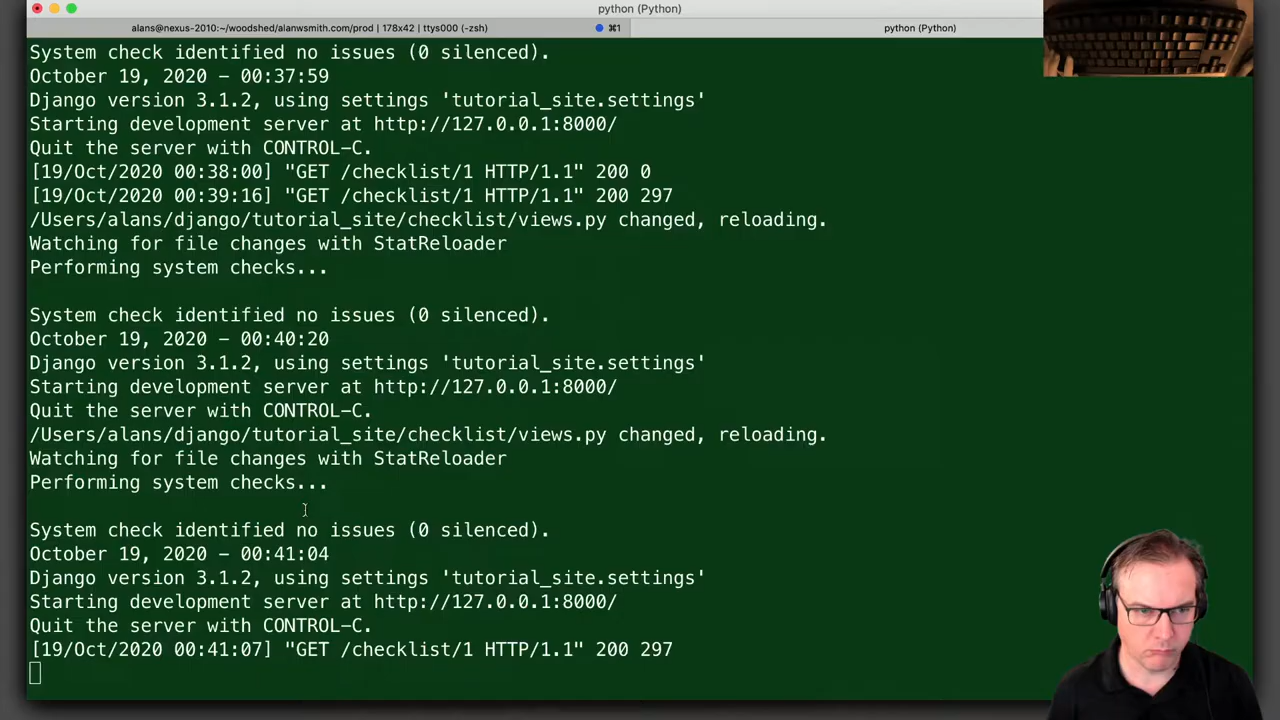 python (Python)
alans@nexus-2010:~/woodshed/alanwsmith.com/prod | 178x42 | ttys000 (-zsh)
⌘1
python (Python)
System check identified no issues (0 silenced).
October 19, 2020 - 00:37:59
Django version 3.1.2, using settings 'tutorial_site.settings'
Starting development server at http://127.0.0.1:8000/
Quit the server with CONTROL-C.
[19/Oct/2020 00:38:00] "GET /checklist/1 HTTP/1.1" 200 0
[19/Oct/2020 00:39:16] "GET /checklist/1 HTTP/1.1" 200 297
/Users/alans/django/tutorial_site/checklist/views.py changed, reloading.
Watching for file changes with StatReloader
Performing system checks...
System check identified no issues (0 silenced).
October 19, 2020 - 00:40:20
Django version 3.1.2, using settings 'tutorial_site.settings'
Starting development server at http://127.0.0.1:8000/
Quit the server with CONTROL-C.
/Users/alans/django/tutorial_site/checklist/views.py changed, reloading.
Watching for file changes with StatReloader
Performing system checks...
System check identified no issues (0 silenced).
October 19, 2020 - 00:41:04
Django version 3.1.2, using settings 'tutorial_site.settings'
Starting development server at http://127.0.0.1:8000/
Quit the server with CONTROL-C.
[19/Oct/2020 00:41:07] "GET /checklist/1 HTTP/1.1" 200 297